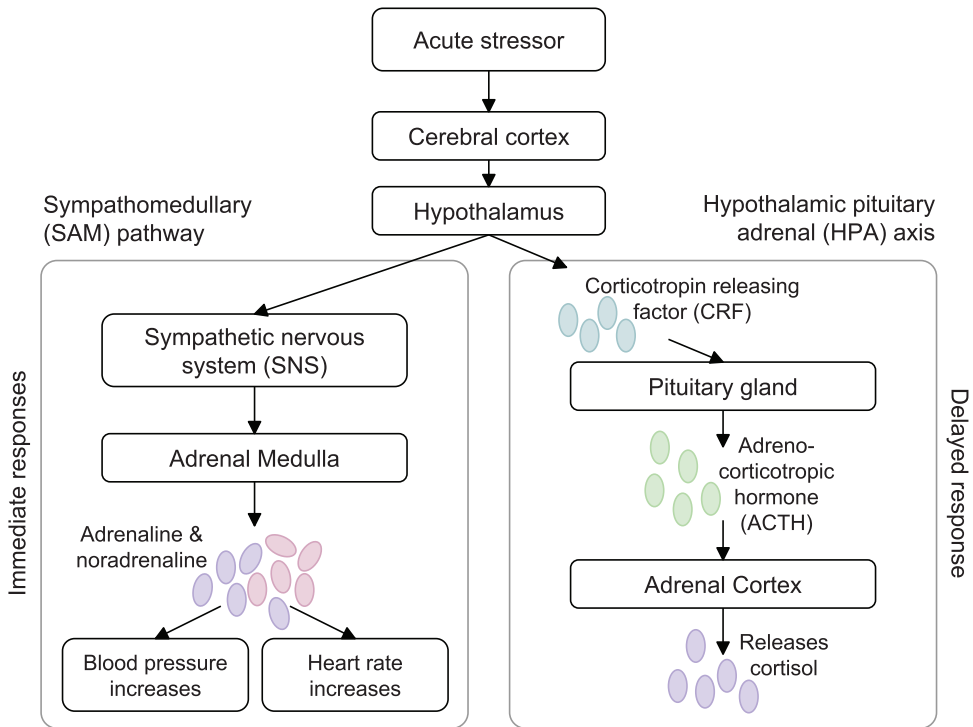 Acute stressor
Cerebral cortex
Hypothalamus
Sympathomedullary
(SAM) pathway
Hypothalamic pituitary
adrenal (HPA) axis
Immediate responses
Sympathetic nervous
system (SNS)
Adrenal Medulla
Adrenaline &
noradrenaline
Blood pressure
increases
Heart rate
increases
Corticotropin releasing
factor (CRF)
Pituitary gland
Adreno-
corticotropic
hormone
(ACTH)
Adrenal Cortex
Releases
cortisol
Delayed response